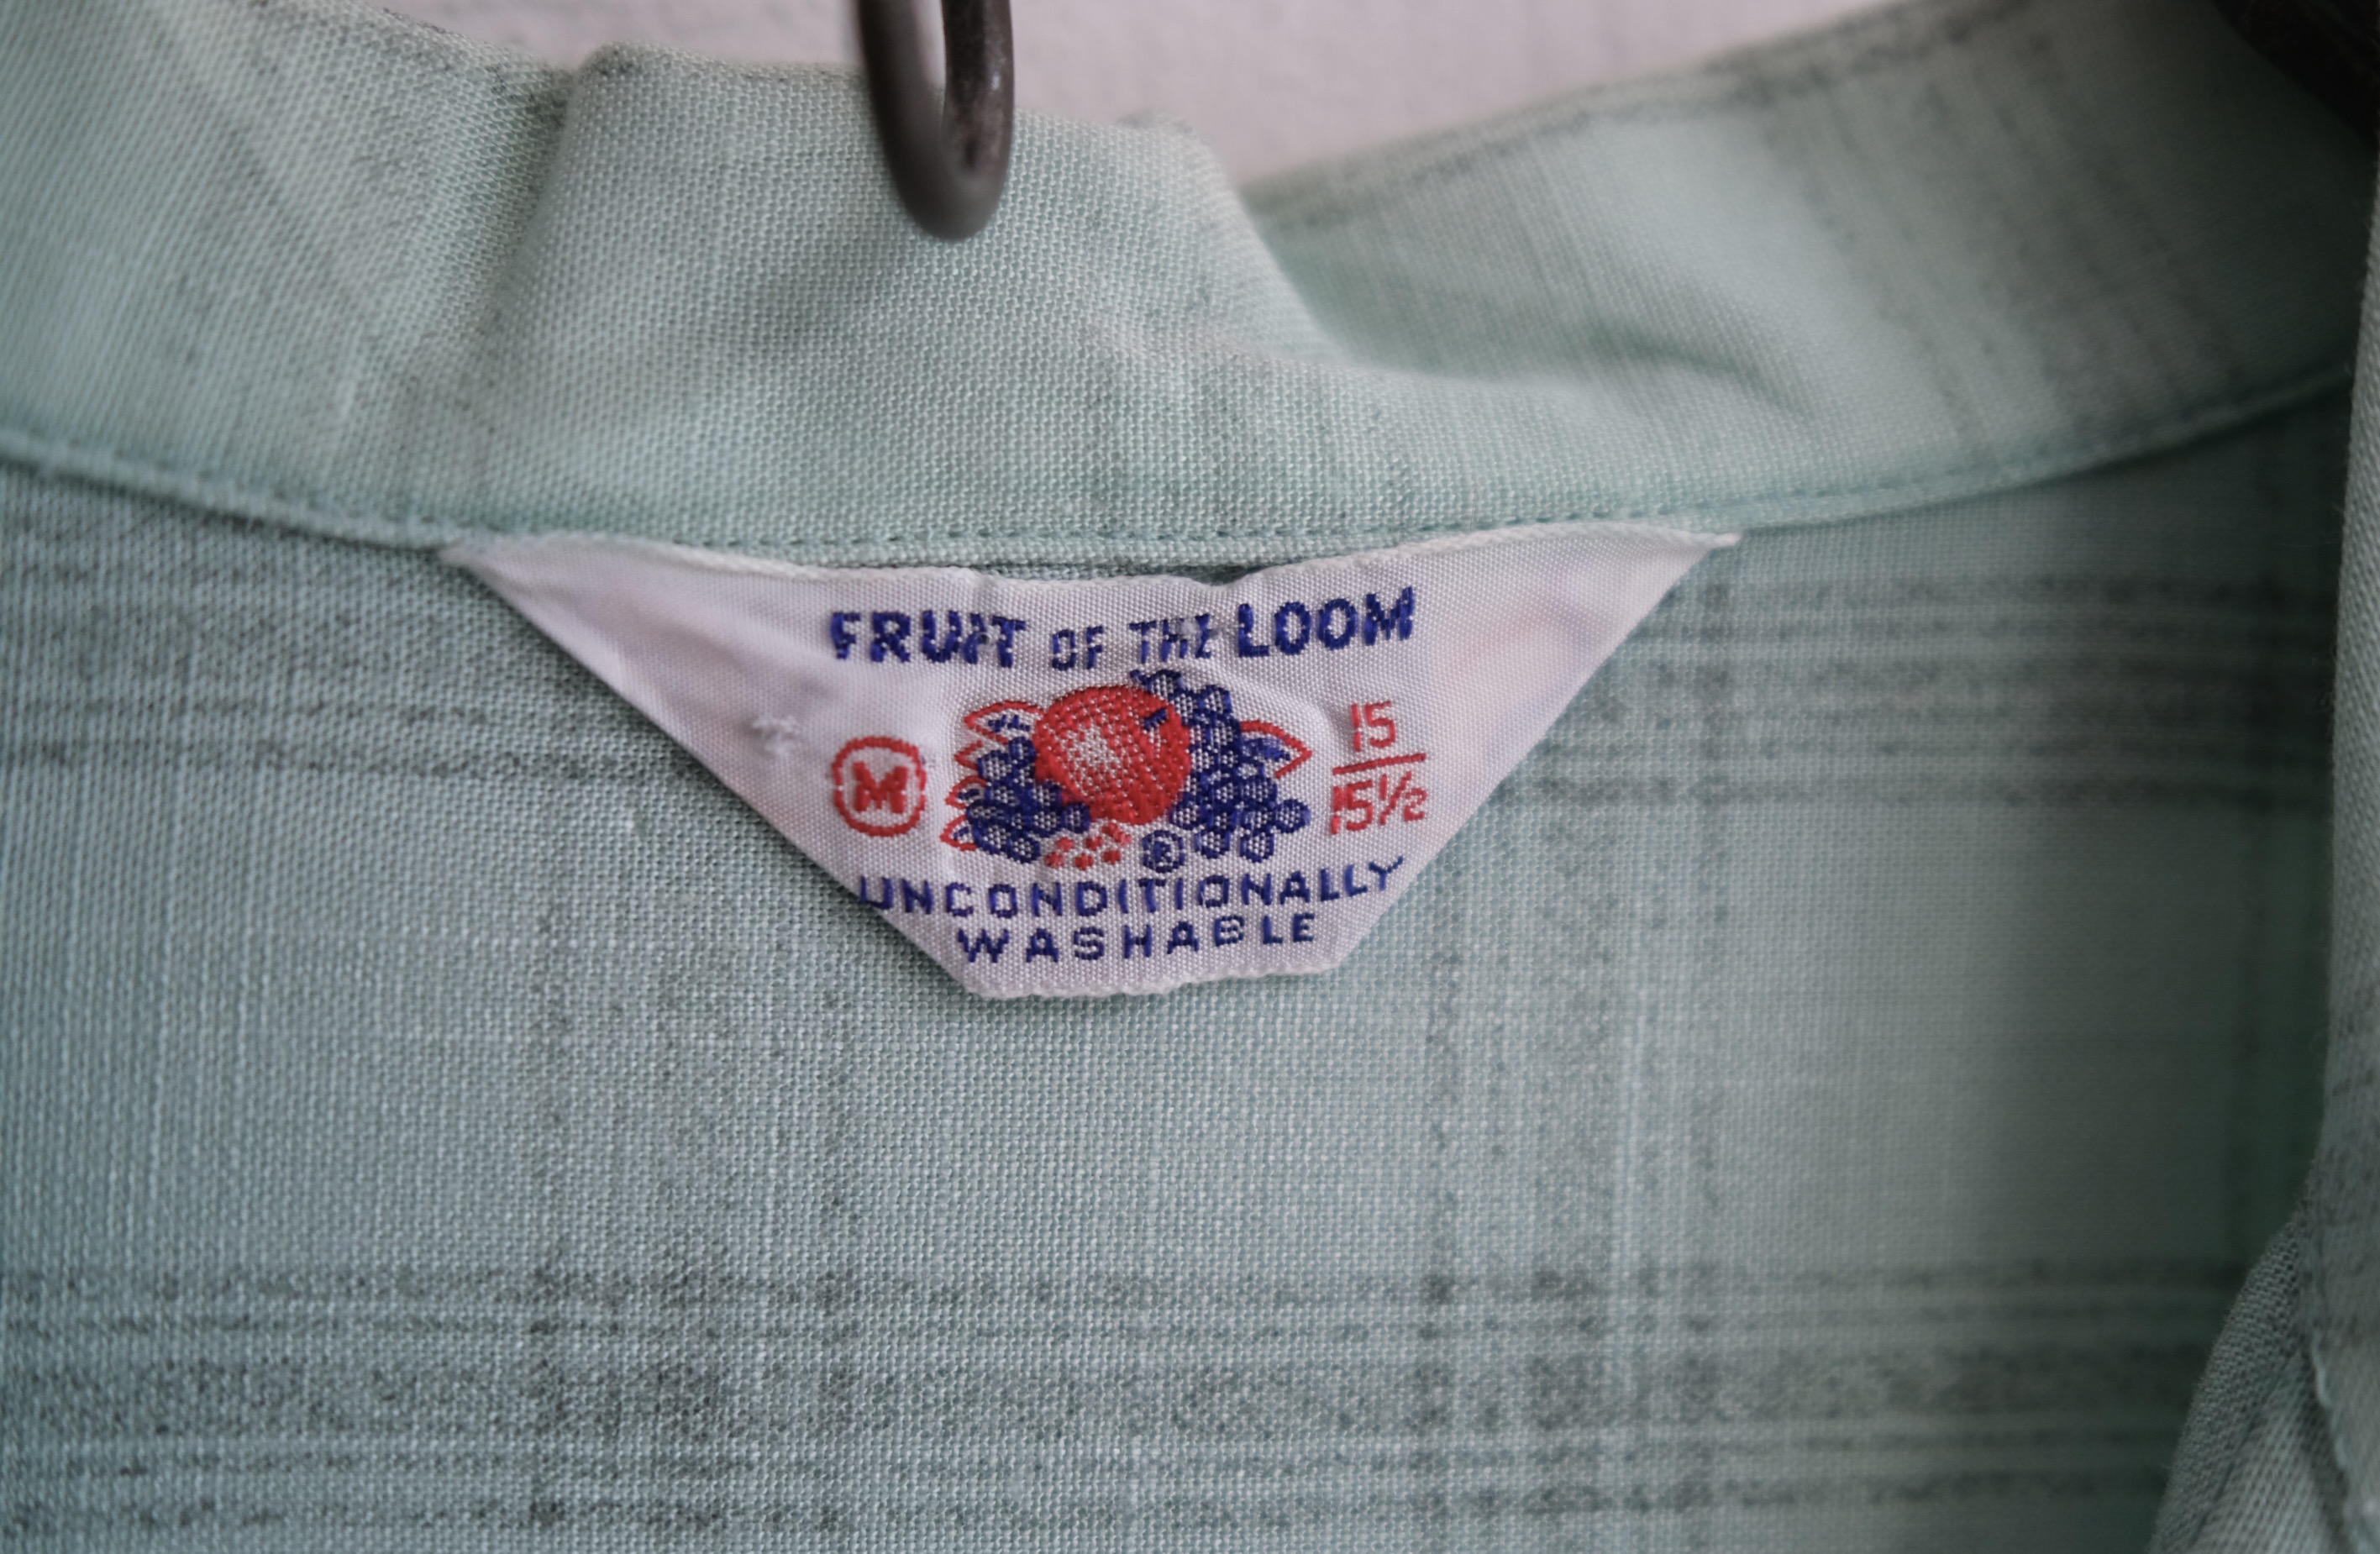 FRUIT OF THE LOOM
M
15
15½
®
UNCONDITIONALLY
WASHABLE